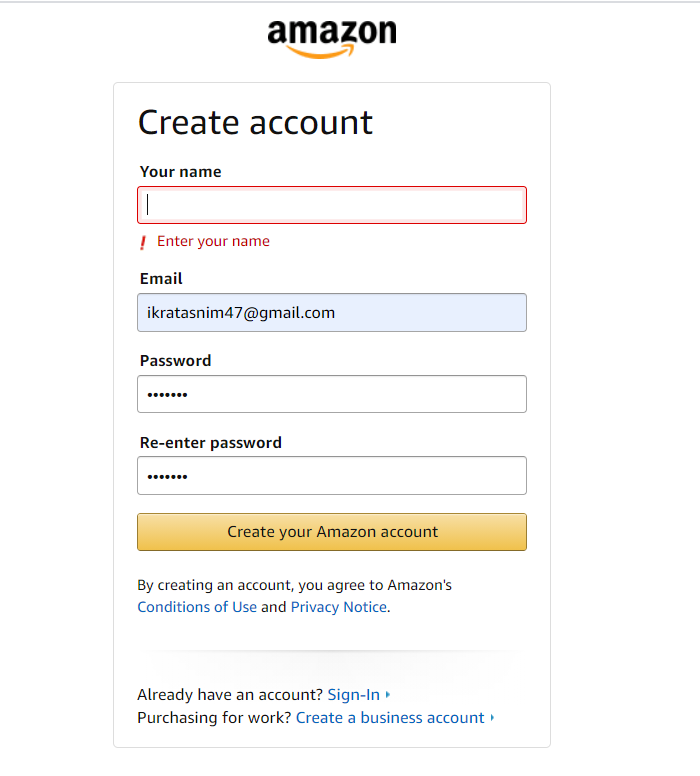 amazon
Create account
Your name
! Enter your name
Email
ikratasnim47@gmail.com
Password
•••••••
Re-enter password
•••••••
Create your Amazon account
By creating an account, you agree to Amazon's
Conditions of Use and Privacy Notice.
Already have an account? Sign-In
Purchasing for work? Create a business account